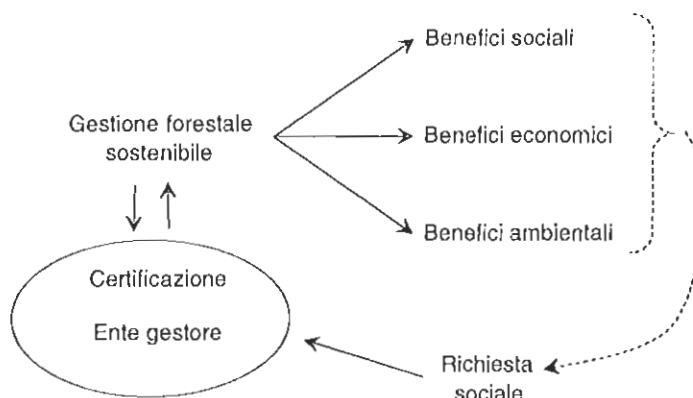 Benefici sociali
Gestione forestale
sostenibile
Benefici economici
Benefici ambientali
Certificazione
Ente gestore
Richiesta
sociale